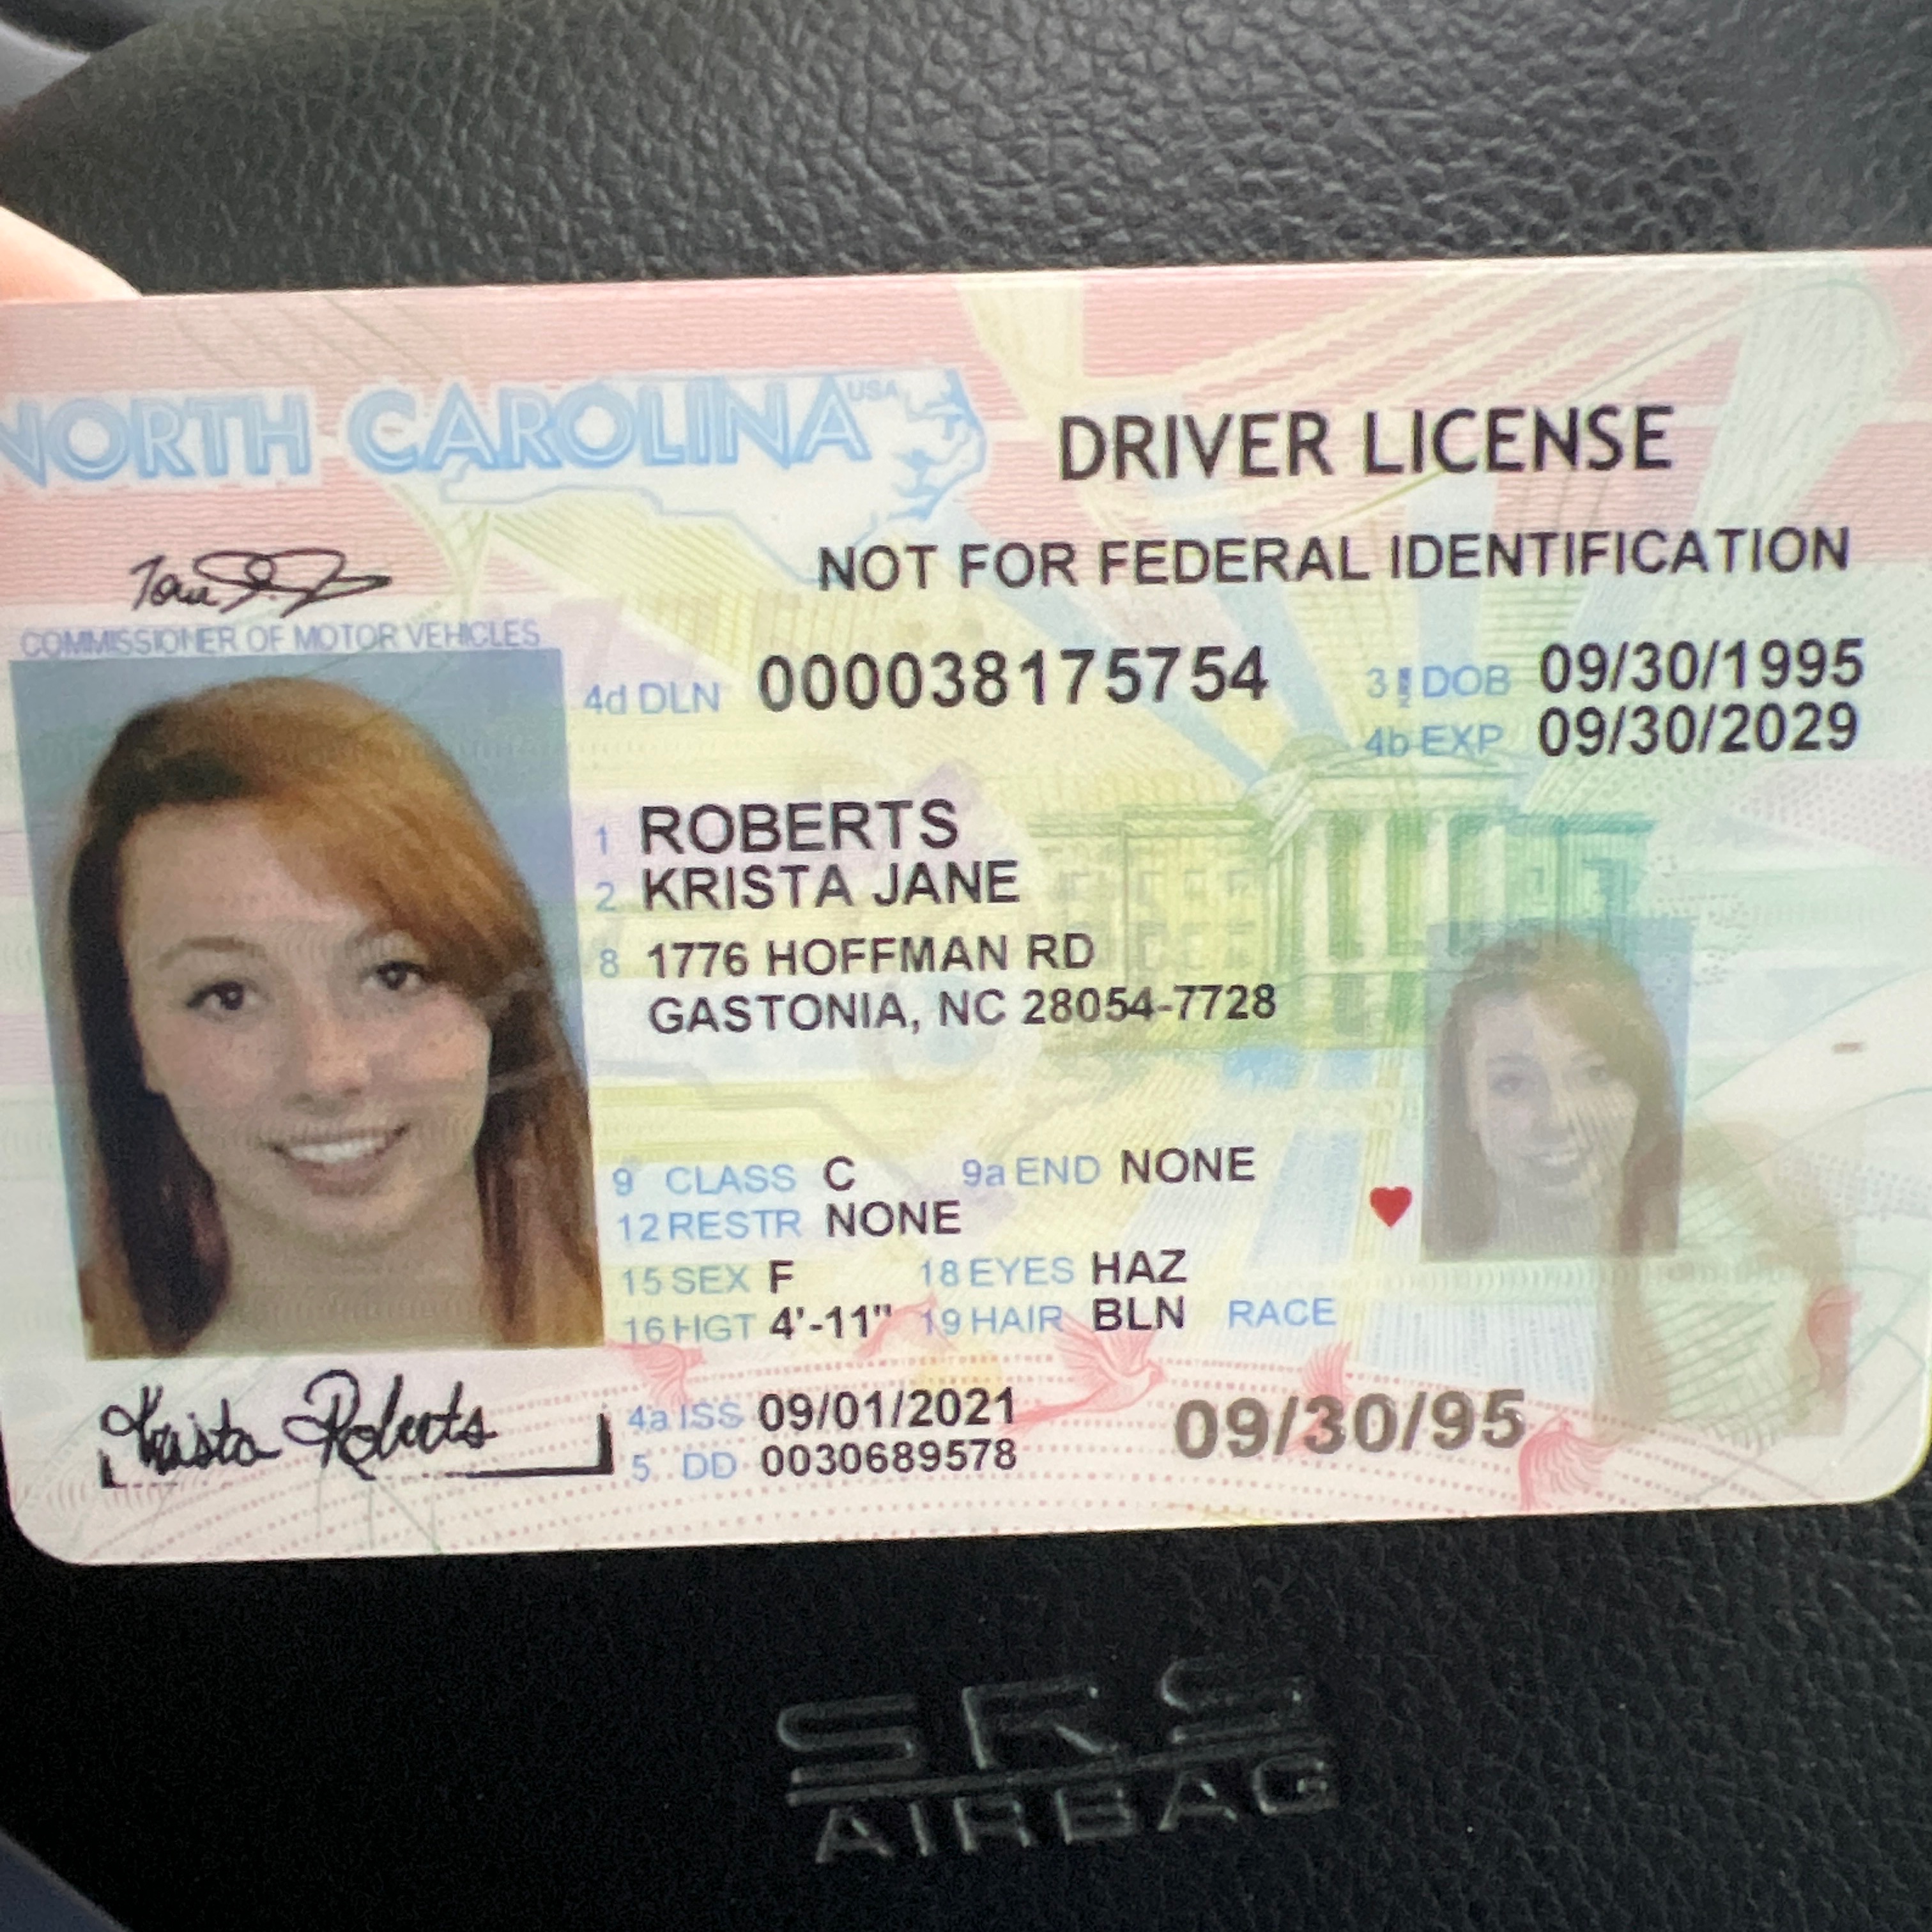 NORTH CAROLINA USA
DRIVER LICENSE
NOT FOR FEDERAL IDENTIFICATION
COMMISSIONER OF MOTOR VEHICLES
4d DLN 000038175754
3 DOB 09/30/1995
4b EXP 09/30/2029
1 ROBERTS
2 KRISTA JANE
8 1776 HOFFMAN RD
GASTONIA, NC 28054-7728
9 CLASS C 9a END NONE
12 RESTR NONE
15 SEX F 18 EYES HAZ
16 HGT 4'-11" 19 HAIR BLN RACE
Krista Roberts
4a ISS 09/01/2021
5. DD 0030689578
09/30/95
SRS
AIRBAG